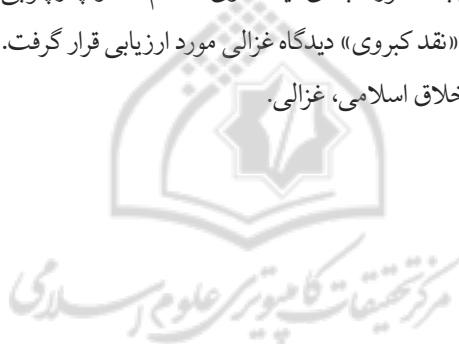 «نقد کبروی» دیدگاه غزالی مورد ارزیابی قرار گرفت.
خلاق اسلامی، غزالی.
مرکز تحقیقات کامپیوتری علوم اسلامی